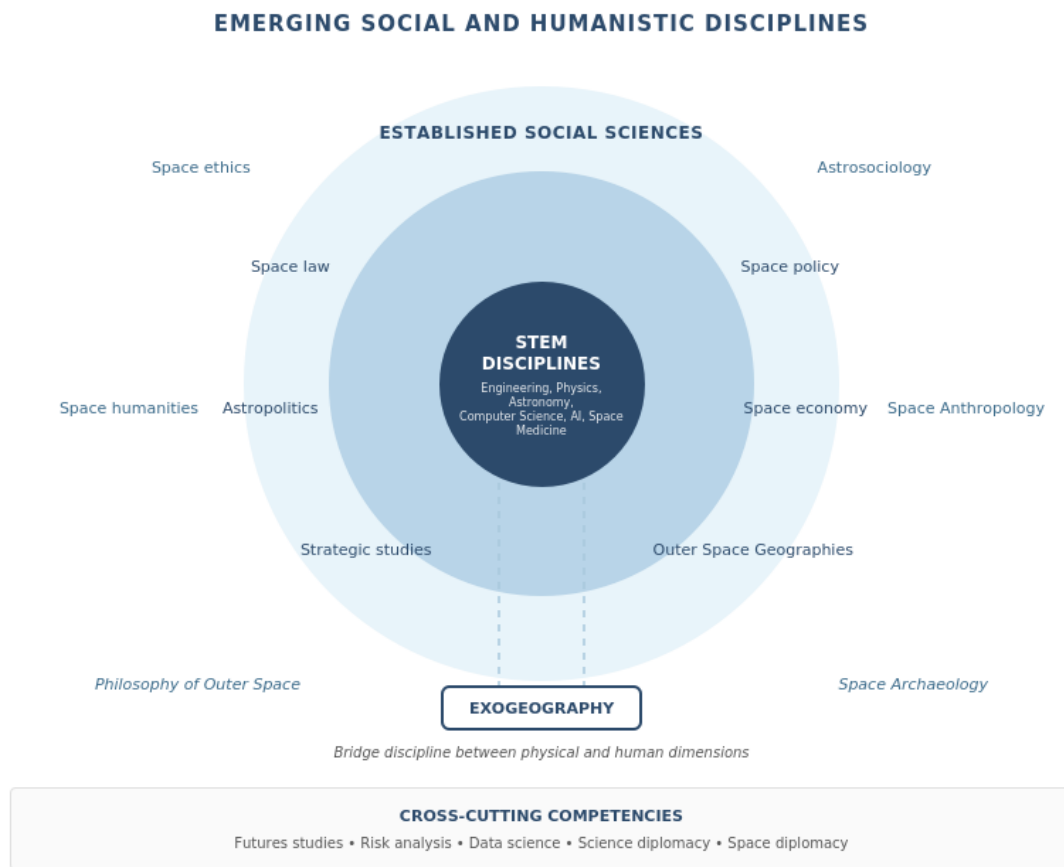 EMERGING SOCIAL AND HUMANISTIC DISCIPLINES
ESTABLISHED SOCIAL SCIENCES
Space ethics
Astrosociology
Space law
Space policy
STEM
DISCIPLINES
Engineering, Physics,
Astronomy,
Computer Science, AI, Space
Medicine
Space humanities
Astropolitics
Space economy
Space Anthropology
Strategic studies
Outer Space Geographies
Philosophy of Outer Space
Space Archaeology
EXOGEOGRAPHY
Bridge discipline between physical and human dimensions
CROSS-CUTTING COMPETENCIES
Futures studies • Risk analysis • Data science • Science diplomacy • Space diplomacy